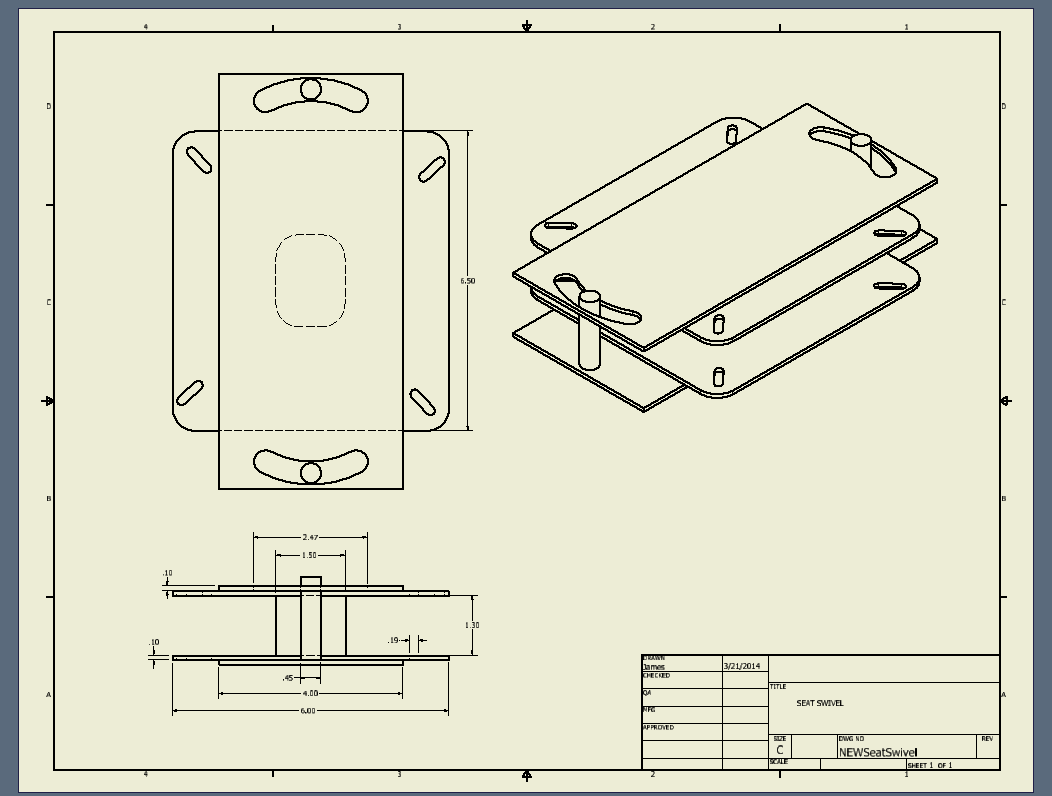 4 3 2 1
D D
6.50
C C
B B
2.47
1.50
.10
1.30
.10
.19
.45
4.00
6.00
A A
DRAWN
James 3/21/2014
CHECKED
QA
MFG
APPROVED
TITLE
SEAT SWIVEL
SIZE
C
DWG NO
NEWSeatSwivel
REV
SCALE
SHEET 1 OF 1
4 3 2 1